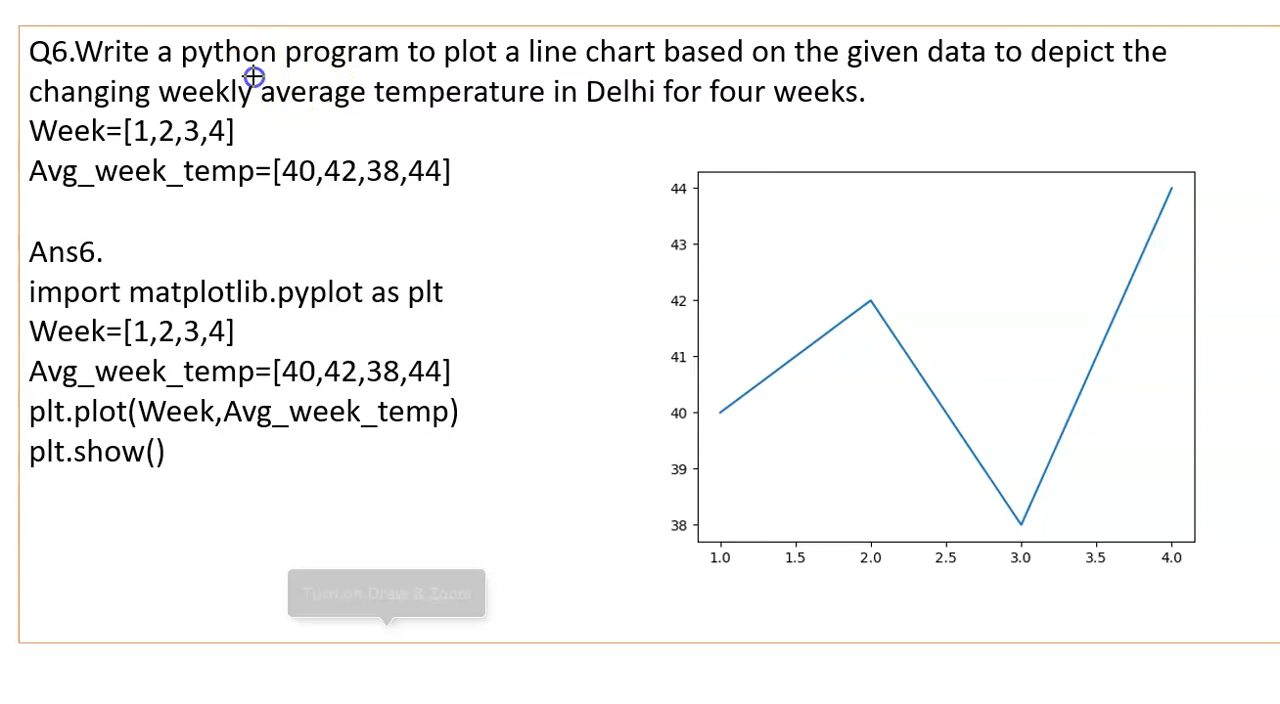 Q6.Write a python program to plot a line chart based on the given data to depict the
changing weekly average temperature in Delhi for four weeks.
Week=[1,2,3,4]
Avg_week_temp=[40,42,38,44]
Ans6.
import matplotlib.pyplot as plt
Week=[1,2,3,4]
Avg_week_temp=[40,42,38,44]
plt.plot(Week,Avg_week_temp)
plt.show()
44
43
42
41
40
39
38
1.0 1.5 2.0 2.5 3.0 3.5 4.0
Turn on Draw & Zoom